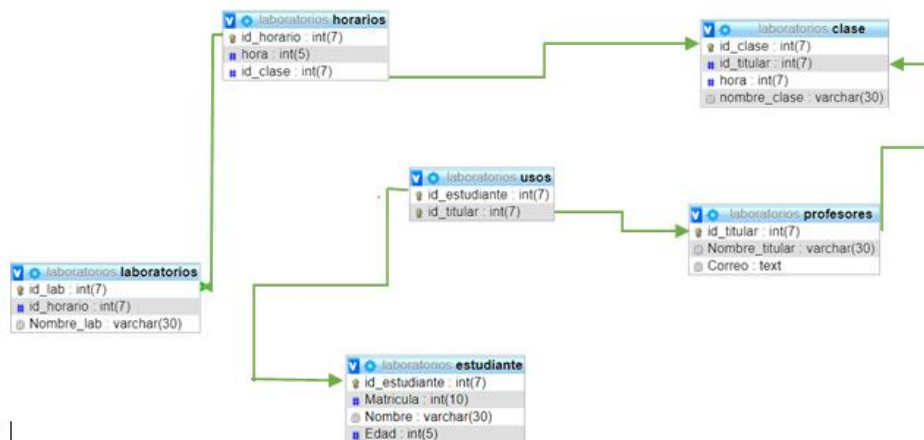 laboratorios horarios
id_horario : int(7)
hora : int(5)
id_clase : int(7)
laboratorios clase
id_clase : int(7)
id_titular : int(7)
hora : int(7)
nombre_clase : varchar(30)
laboratorios usos
id_estudiante : int(7)
id_titular : int(7)
laboratorios profesores
id_titular : int(7)
Nombre_titular : varchar(30)
Correo : text
laboratorios laboratorios
id_lab : int(7)
id_horario : int(7)
Nombre_lab : varchar(30)
laboratorios estudiante
id_estudiante : int(7)
Matricula : int(10)
Nombre : varchar(30)
Edad : int(5)